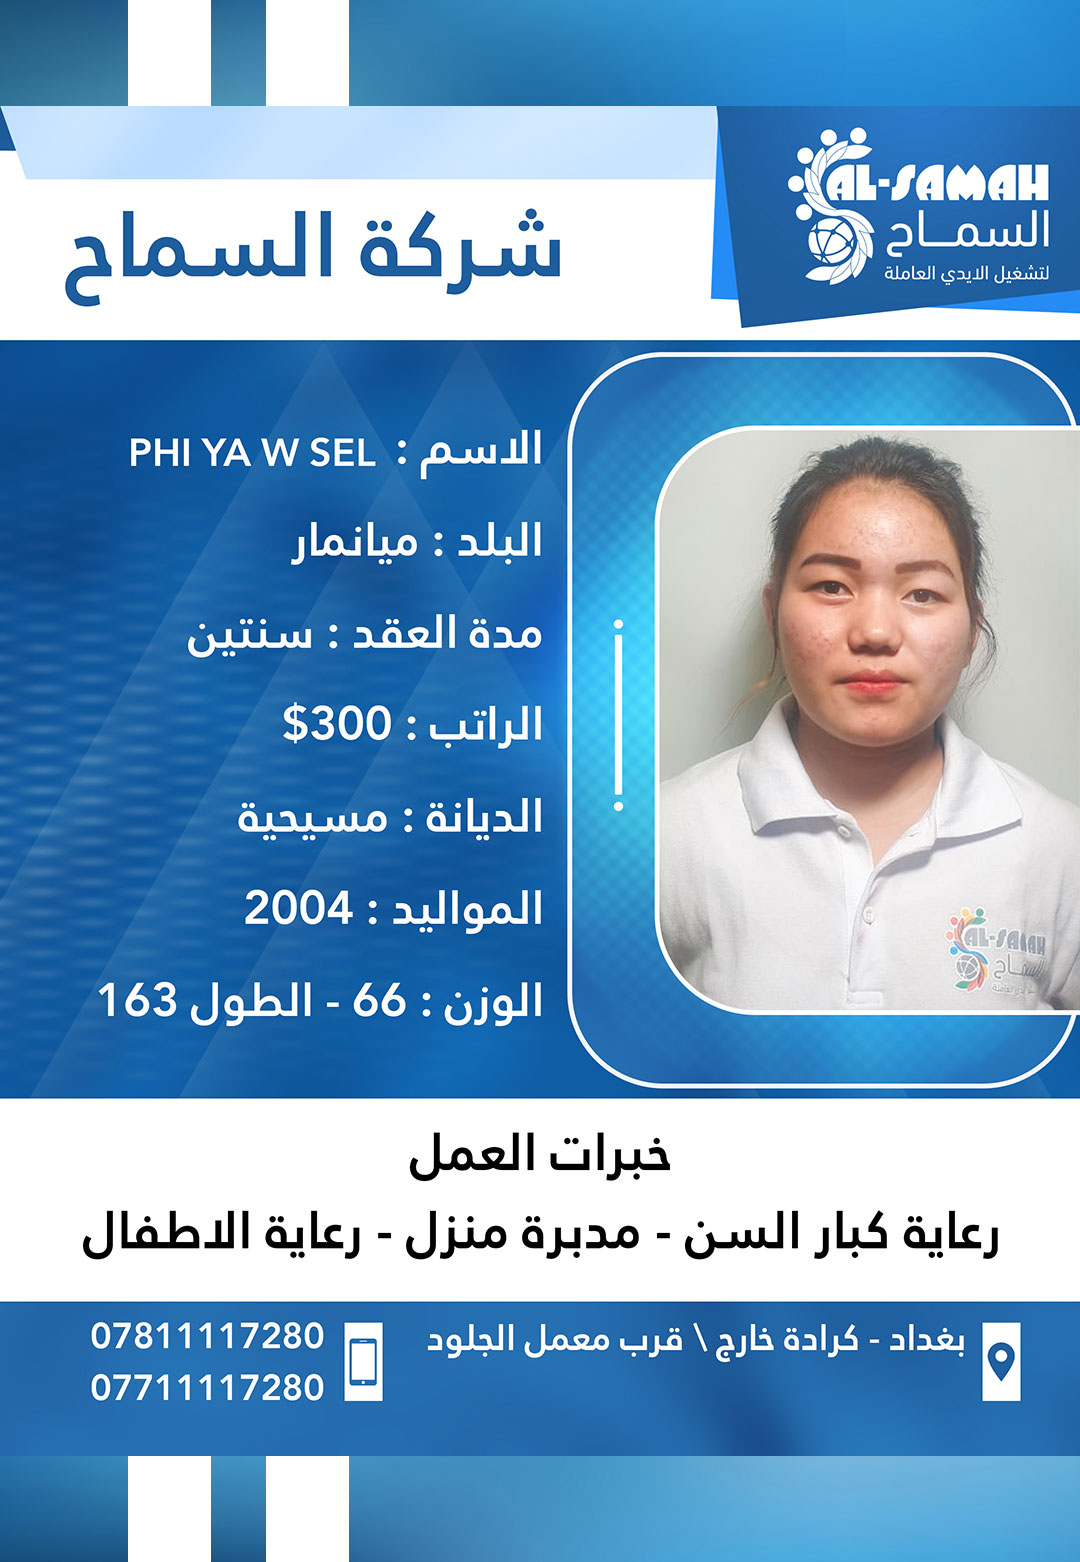 AL-SAMAH
السماح
لتشغيل الايدي العاملة
شركة السماح
الاسم : PHI YA W SEL
البلد : ميانمار
مدة العقد : سنتين
الراتب : 300$
الديانة : مسيحية
المواليد : 2004
الوزن : 66 - الطول 163
AL-SAMAH
السماح
خبرات العمل
رعاية كبار السن - مدبرة منزل - رعاية الاطفال
بغداد - كرادة خارج \ قرب معمل الجلود
07811117280
07711117280